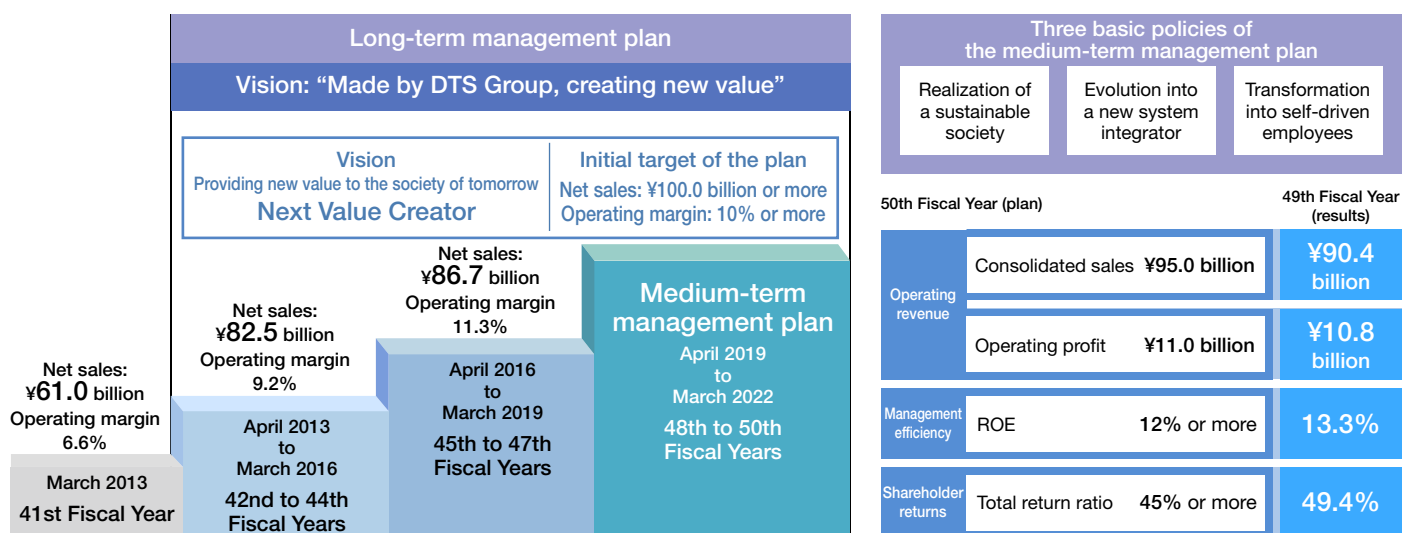 Long-term management plan
Vision: “Made by DTS Group, creating new value”
Vision
Providing new value to the society of tomorrow
Next Value Creator
Initial target of the plan
Net sales: ¥100.0 billion or more
Operating margin: 10% or more
Net sales:
¥61.0 billion
Operating margin
6.6%
March 2013
41st Fiscal Year
Net sales:
¥82.5 billion
Operating margin
9.2%
April 2013
to
March 2016
42nd to 44th
Fiscal Years
Net sales:
¥86.7 billion
Operating margin
11.3%
April 2016
to
March 2019
45th to 47th
Fiscal Years
Medium-term
management plan
April 2019
to
March 2022
48th to 50th
Fiscal Years
Three basic policies of
the medium-term management plan
Realization of
a sustainable
society
Evolution into
a new system
integrator
Transformation
into self-driven
employees
50th Fiscal Year (plan)
49th Fiscal Year
(results)
Operating
revenue
Consolidated sales ¥95.0 billion
¥90.4
billion
Operating profit ¥11.0 billion
¥10.8
billion
Management
efficiency
ROE 12% or more
13.3%
Shareholder
returns
Total return ratio 45% or more
49.4%